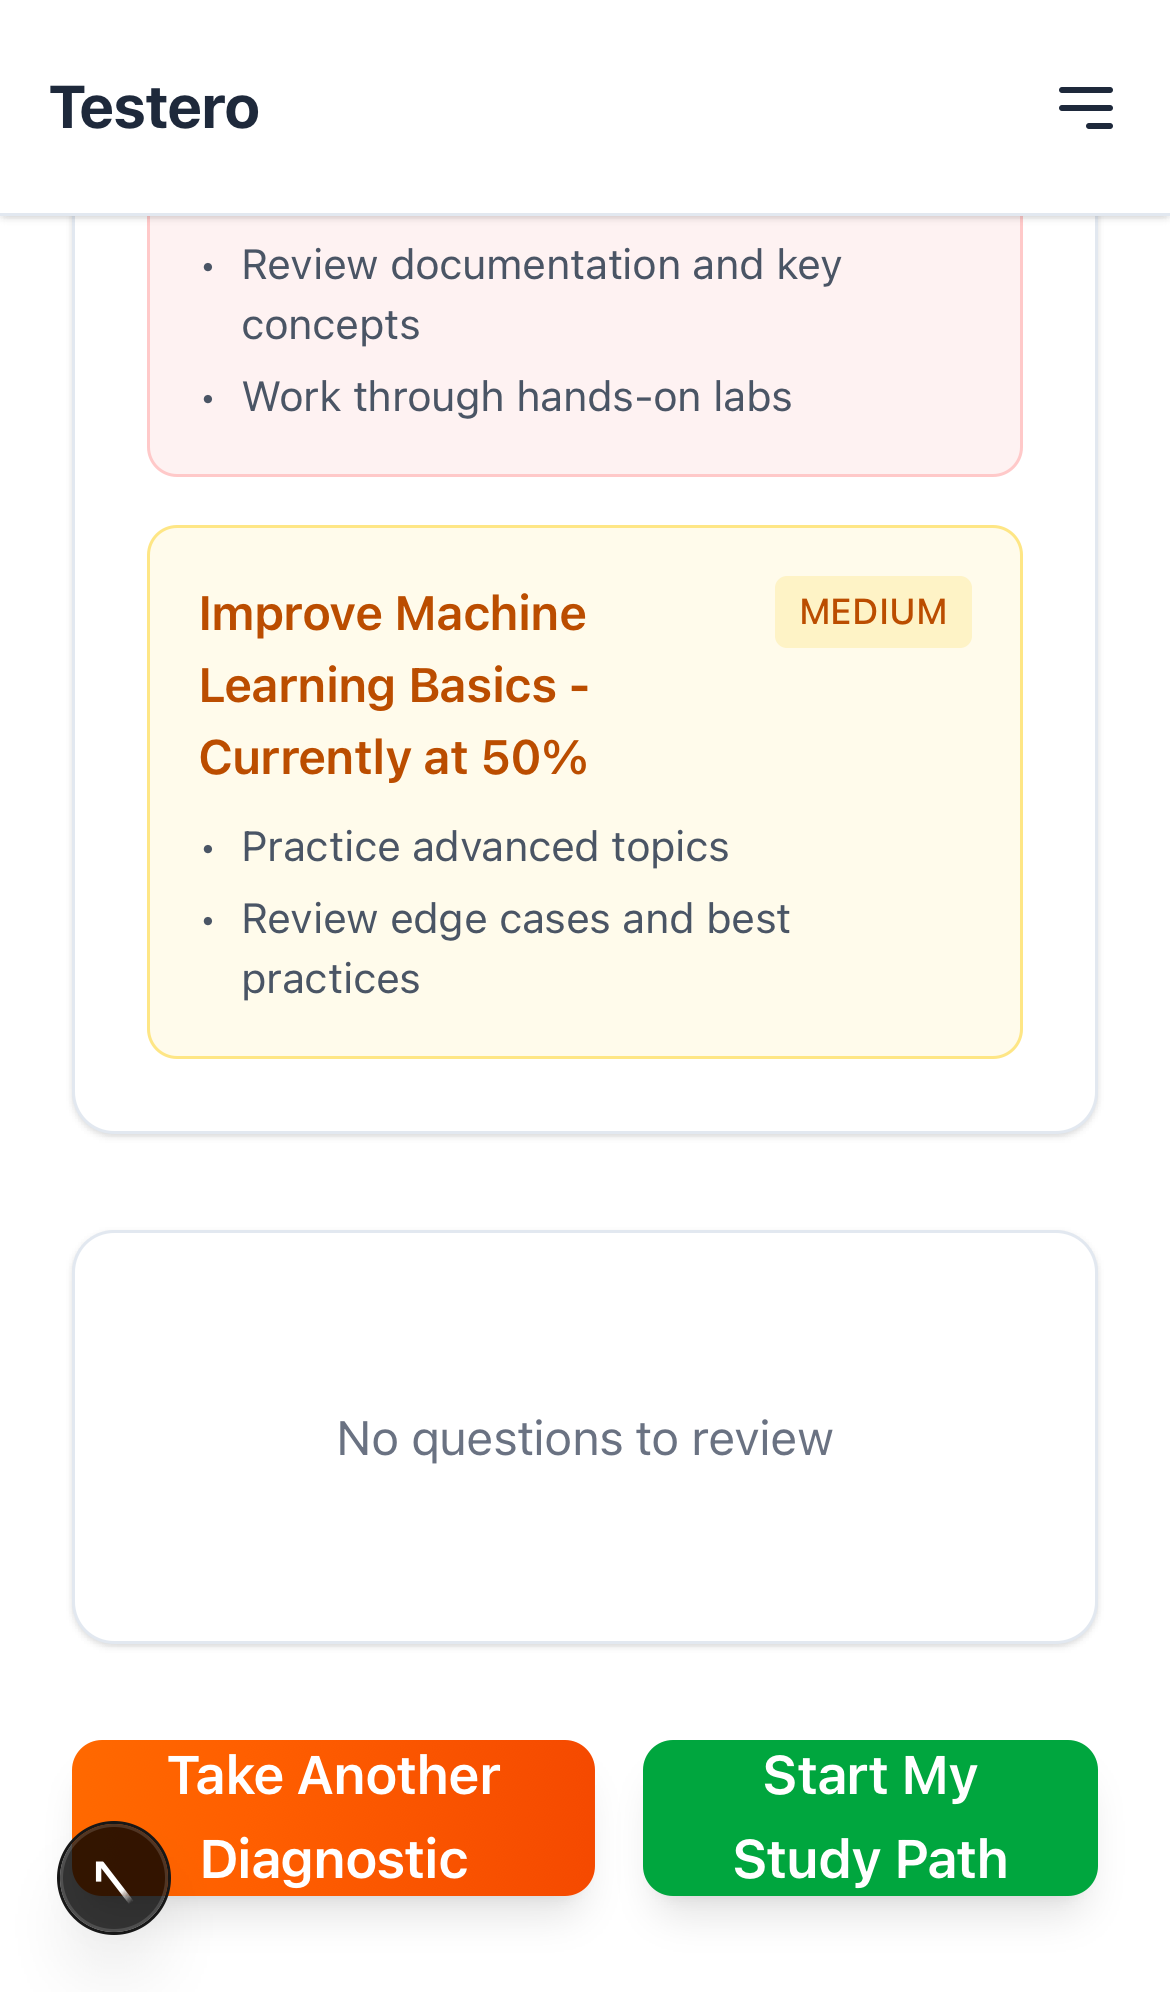 Testero
• Review documentation and key
concepts
• Work through hands-on labs
Improve Machine
Learning Basics -
Currently at 50%
MEDIUM
• Practice advanced topics
• Review edge cases and best
practices
No questions to review
Take Another
Diagnostic
Start My
Study Path